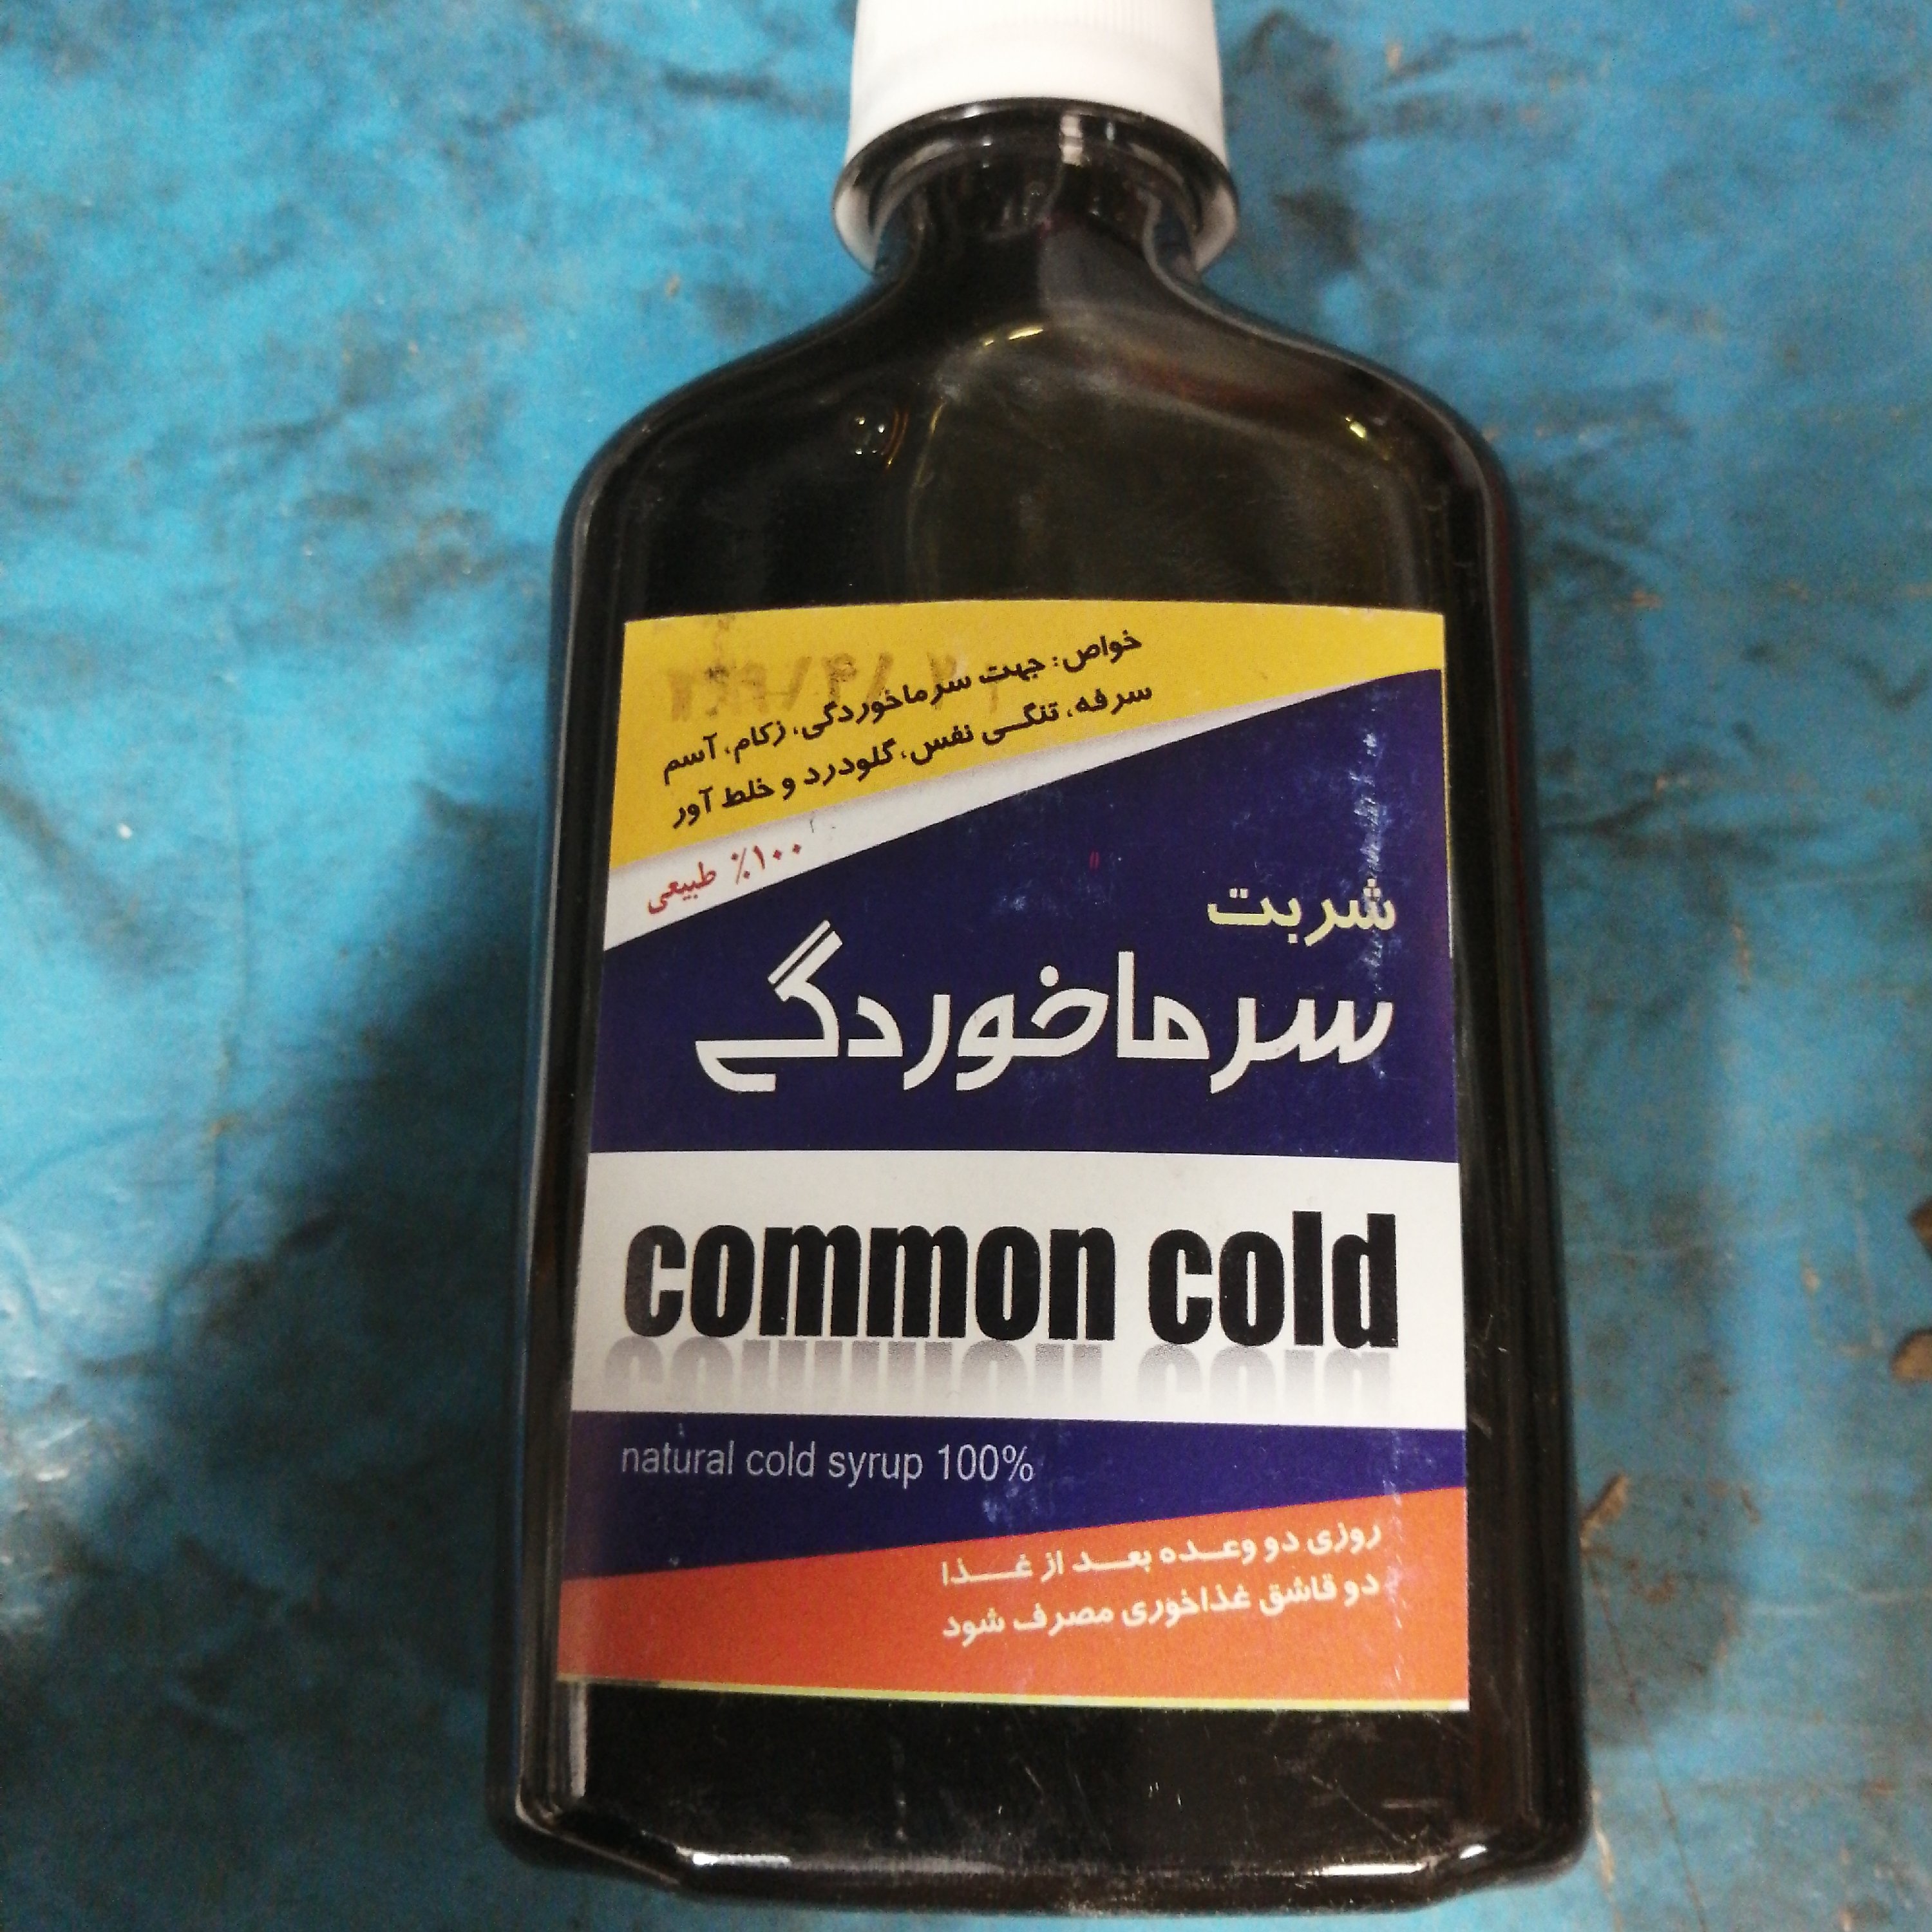 خواص: جهت سرماخوردگی، زکام، آسم
سرفه، تنگی نفس، گلودرد و خلط آور
۱۰۰٪ طبیعی
شربت
سرماخوردگی
common cold
natural cold syrup 100%
روزی دو وعده بعد از غذا
دو قاشق غذاخوری مصرف شود